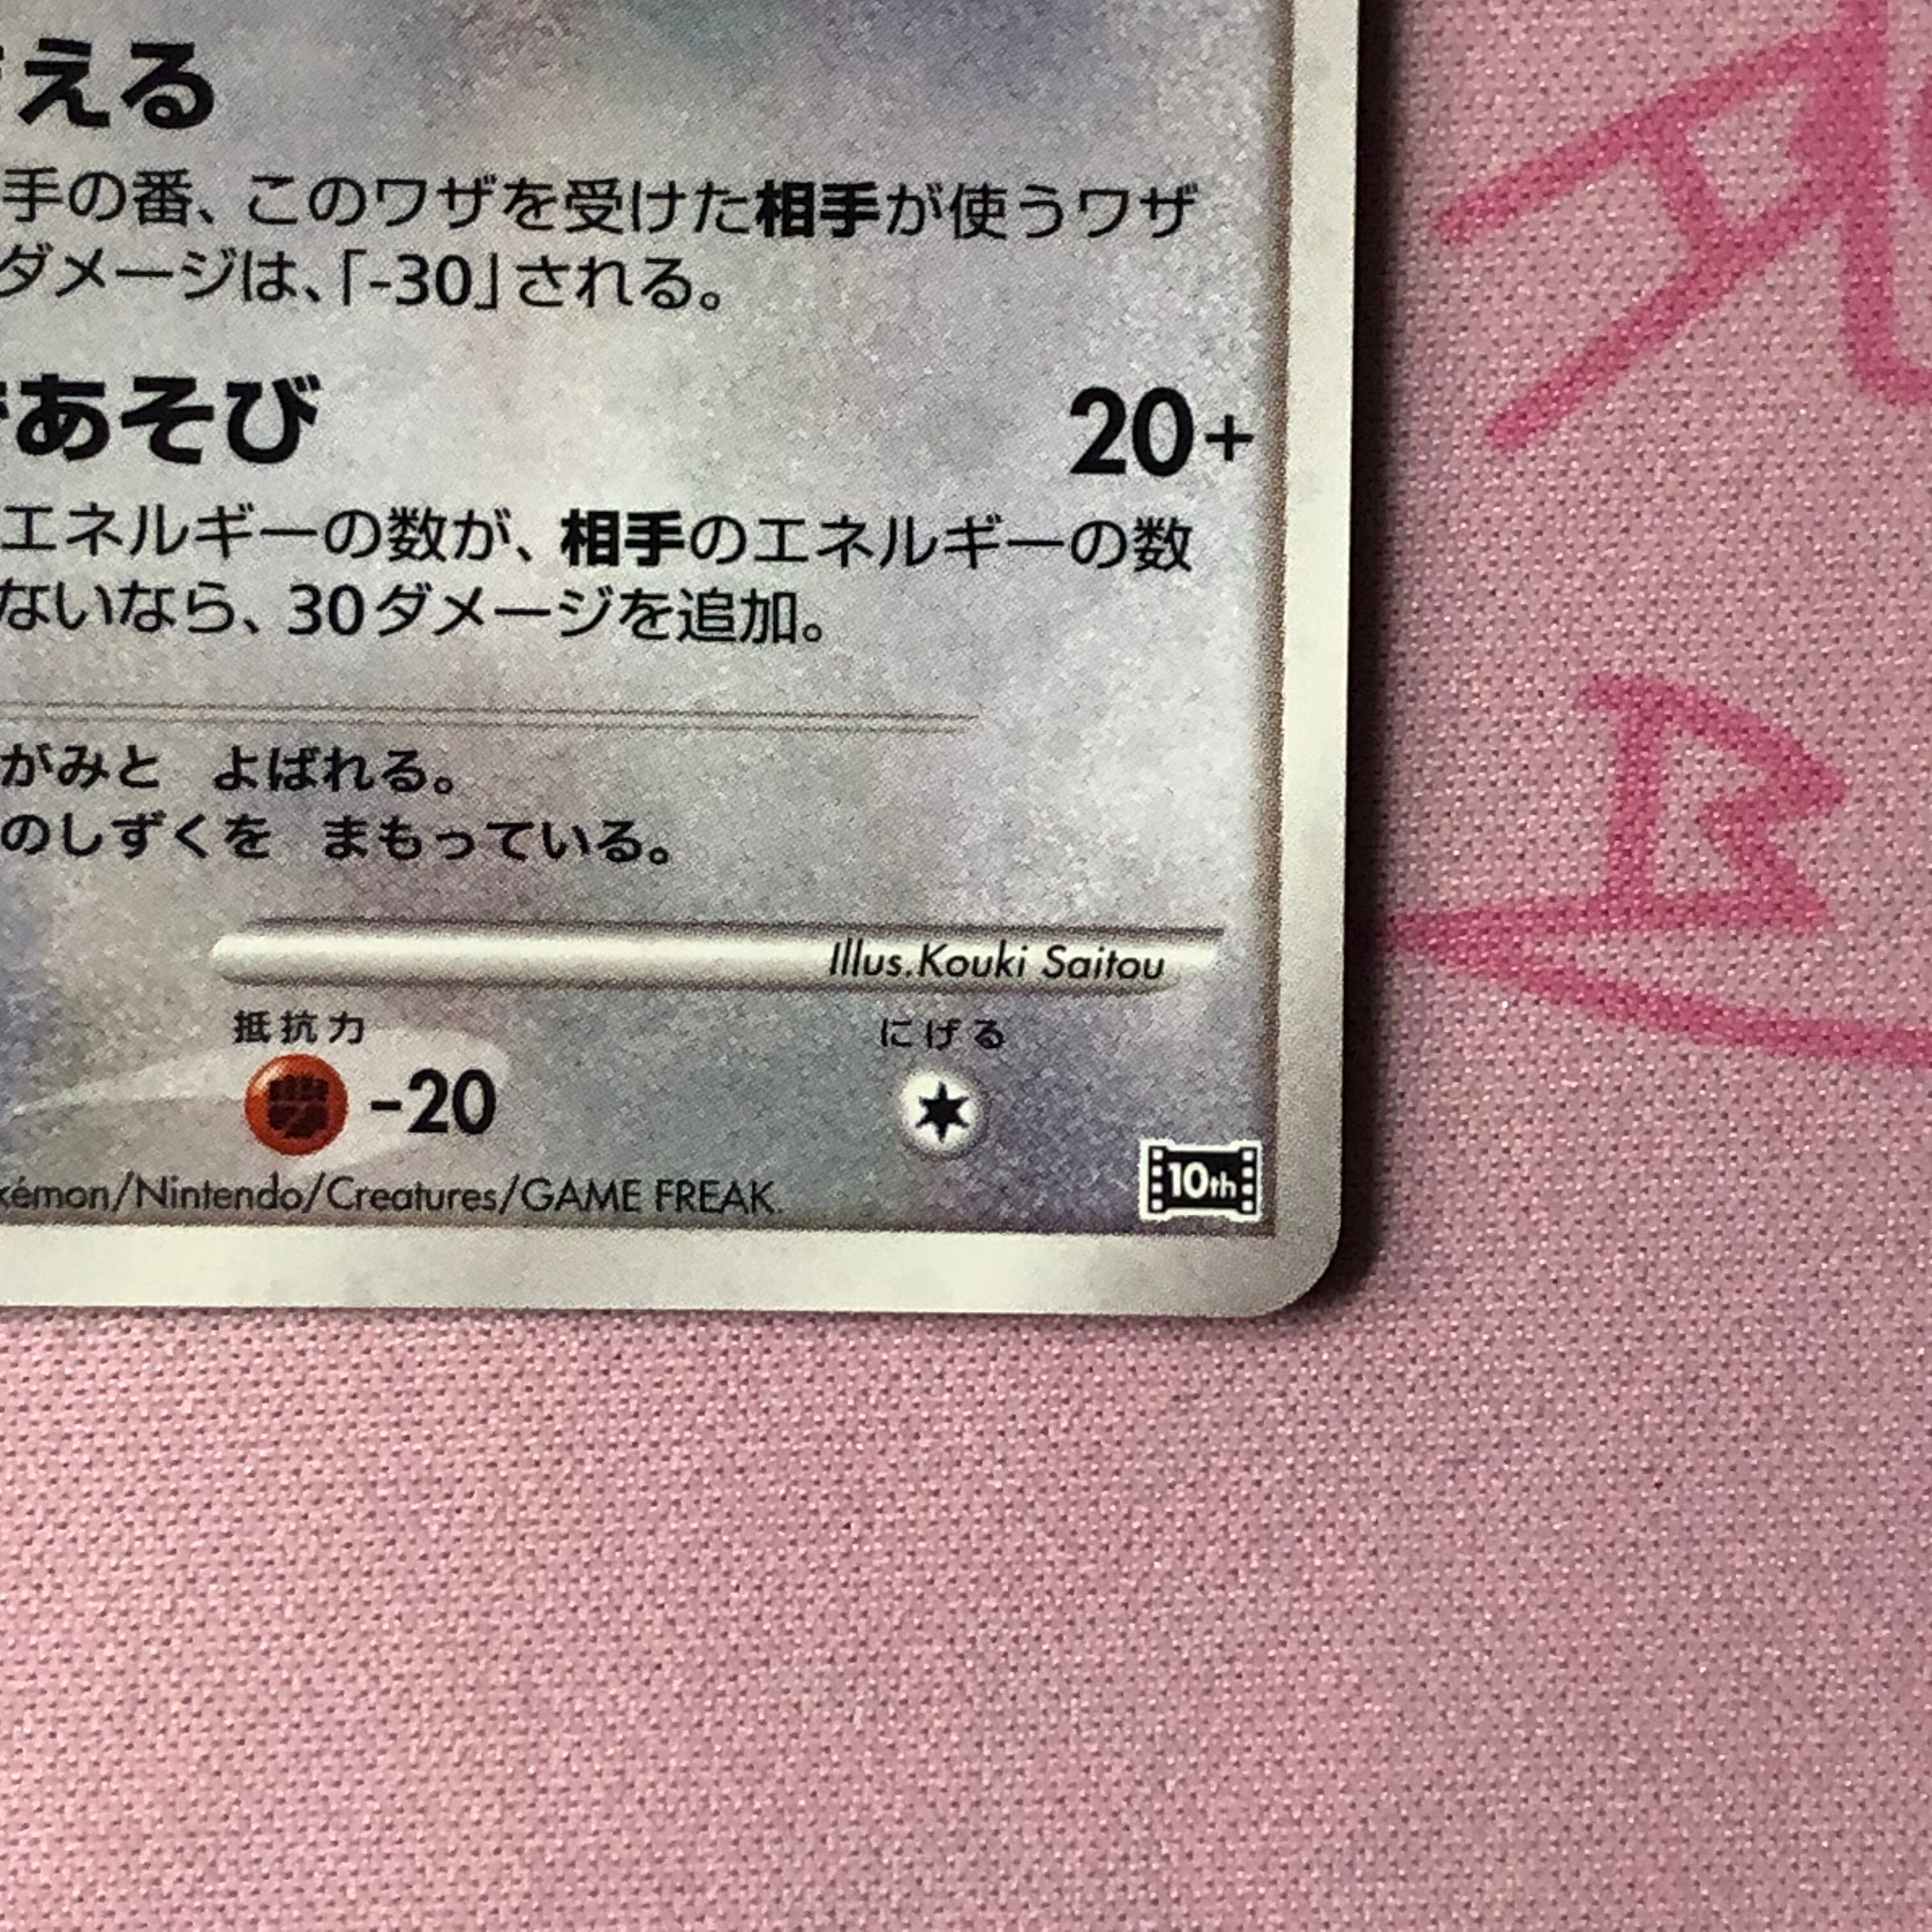 える
手の番、このワザを受けた相手が使うワザ
ダメージは、「-30」される。
あそび 20+
エネルギーの数が、相手のエネルギーの数
ないなら、30ダメージを追加。
がみと よばれる。
のしずくを まもっている。
Illus.Kouki Saitou
抵抗力 にげる
-20
kémon/Nintendo/Creatures/GAME FREAK.
10th